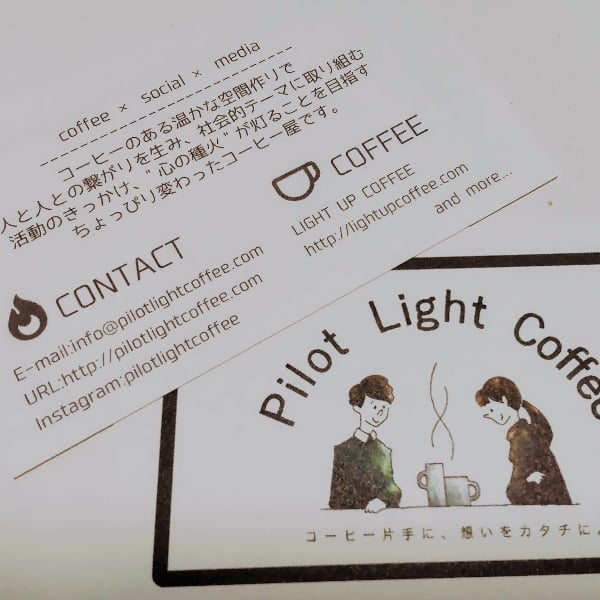 coffee × social × media
コーヒーのある温かな空間作りで
人と人との繋がりを生み、社会的テーマに取り組む
活動のきっかけ、"心の種火"が灯ることを目指す
ちょっぴり変わったコーヒー屋です。
CONTACT
E-mail:info@pilotlightcoffee.com
URL:http://pilotlightcoffee.com
Instagram:pilotlightcoffee
COFFEE
LIGHT UP COFFEE
http://lightupcoffee.com
and more...
Pilot Light Coffee
コーヒー片手に、想いをカタチに